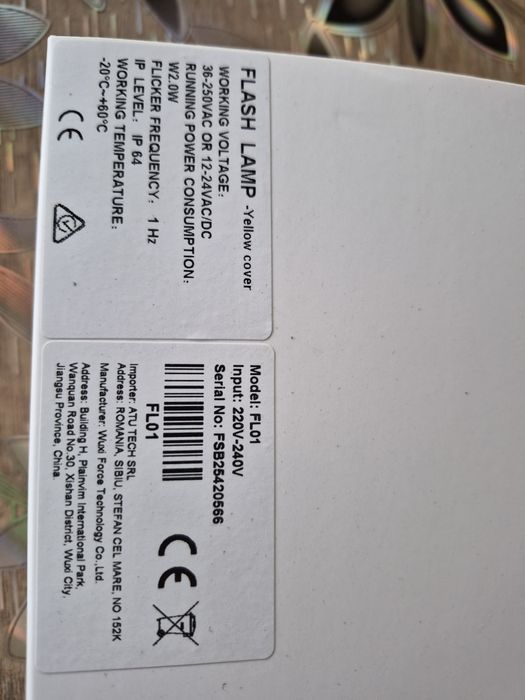 FLASH LAMP -Yellow cover
WORKING VOLTAGE:
36-250VAC OR 12-24VAC/DC
RUNNING POWER CONSUMPTION:
W2.0W
FLICKER FREQUENCY: 1 Hz
IP LEVEL: IP 64
WORKING TEMPERATURE:
-20°C~+60°C
CE
Model: FL01
Input: 220V-240V
Serial No: FSB25420566
FL01
CE
Importer: ATU TECH SRL
Address: ROMANIA, SIBIU, STEFAN CEL MARE, NO 152K
Manufacturer: Wuxi Force Technology Co.,Ltd.
Address: Building H, Plainvim International Park,
Wanquan Road No.30, Xishan District, Wuxi City,
Jiangsu Province, China.